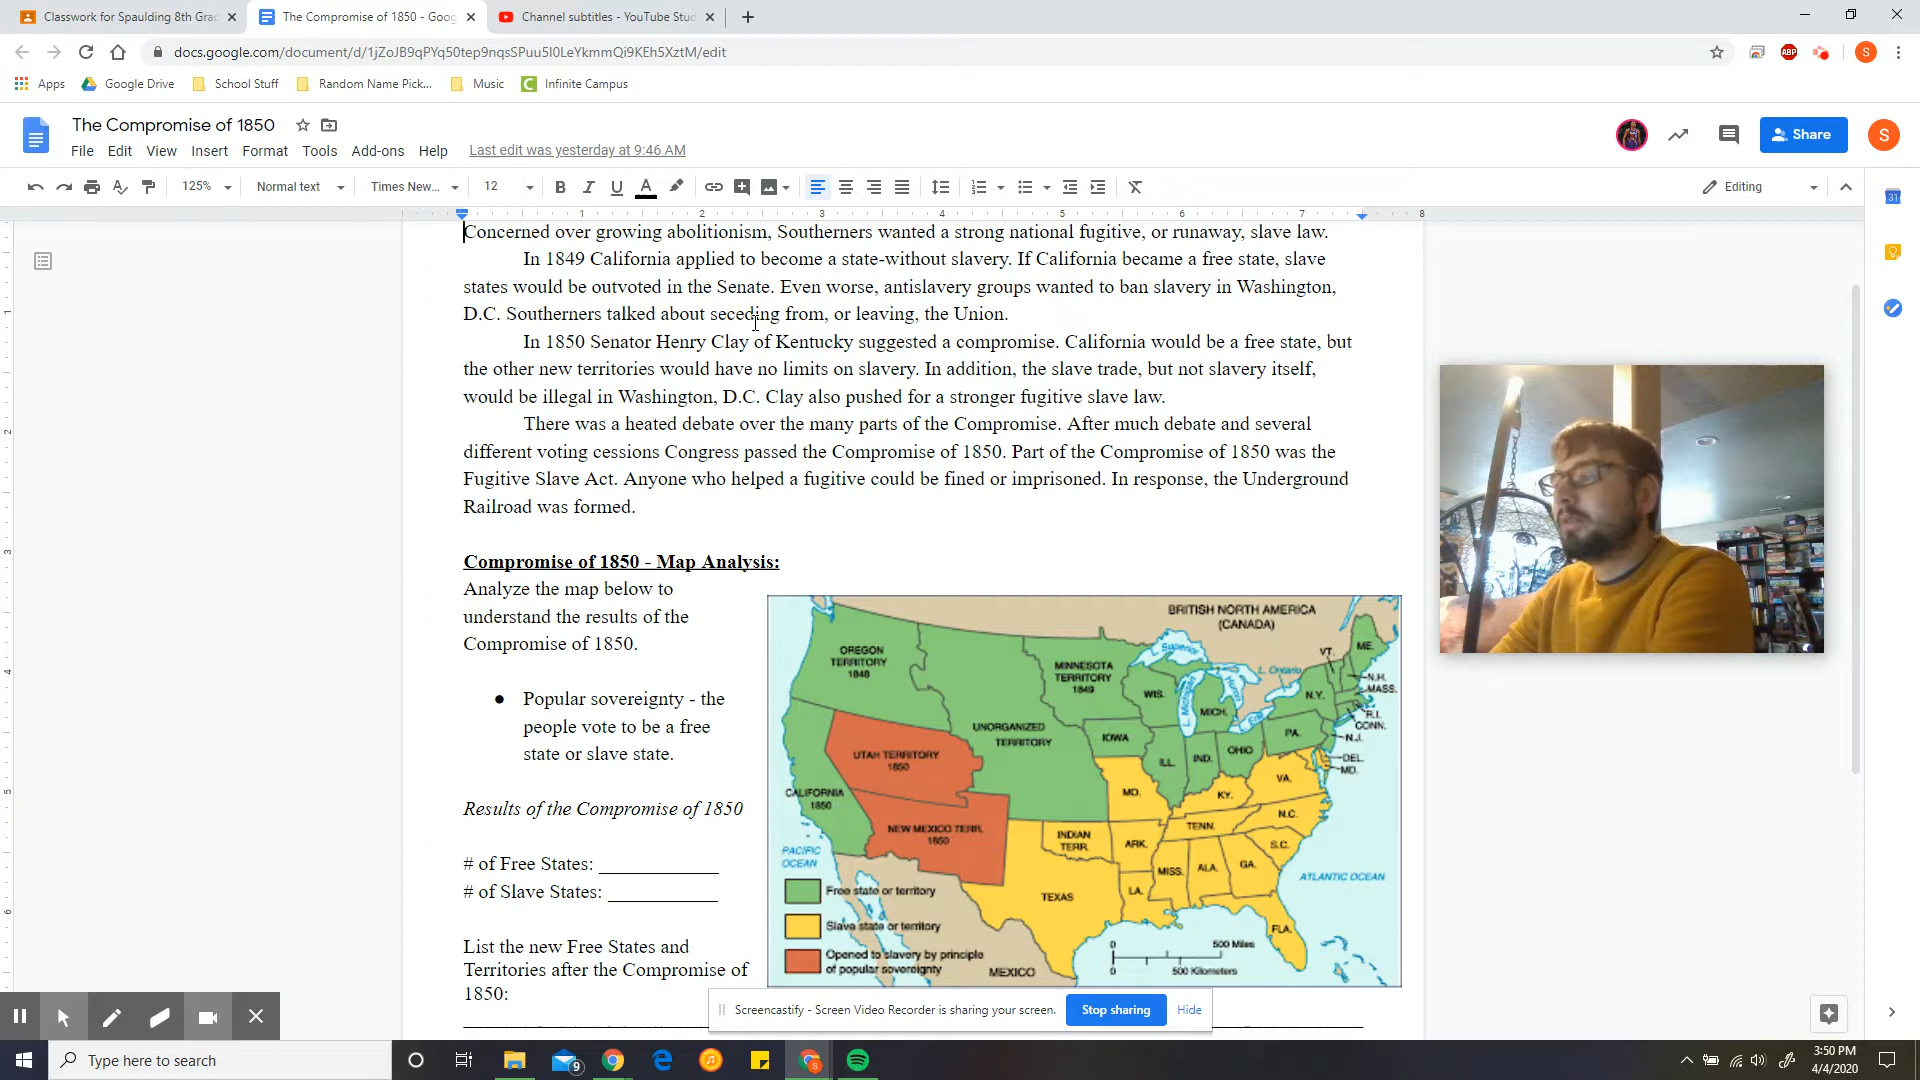 Classwork for Spaulding 8th Grad
The Compromise of 1850 - Goog
Channel subtitles - YouTube Stud
docs.google.com/document/d/1jZoJB9qPYq50tep9nqsSPuu5I0LeYkmmQi9KEh5XztM/edit
ABP
S
Apps
Google Drive
School Stuff
Random Name Pick...
Music
Infinite Campus
The Compromise of 1850
Share
S
File Edit View Insert Format Tools Add-ons Help Last edit was yesterday at 9:46 AM
125% Normal text Times New... 12 B I U A Editing
1 2 3 4 5 6 7 8
31
Concerned over growing abolitionism, Southerners wanted a strong national fugitive, or runaway, slave law.
In 1849 California applied to become a state-without slavery. If California became a free state, slave
states would be outvoted in the Senate. Even worse, antislavery groups wanted to ban slavery in Washington,
D.C. Southerners talked about seceding from, or leaving, the Union.
In 1850 Senator Henry Clay of Kentucky suggested a compromise. California would be a free state, but
the other new territories would have no limits on slavery. In addition, the slave trade, but not slavery itself,
would be illegal in Washington, D.C. Clay also pushed for a stronger fugitive slave law.
There was a heated debate over the many parts of the Compromise. After much debate and several
different voting cessions Congress passed the Compromise of 1850. Part of the Compromise of 1850 was the
Fugitive Slave Act. Anyone who helped a fugitive could be fined or imprisoned. In response, the Underground
Railroad was formed.
Compromise of 1850 - Map Analysis:
Analyze the map below to
understand the results of the
Compromise of 1850.
● Popular sovereignty - the
people vote to be a free
state or slave state.
Results of the Compromise of 1850
# of Free States: ____________
# of Slave States: ___________
List the new Free States and
Territories after the Compromise of
1850:
BRITISH NORTH AMERICA
(CANADA)
OREGON
TERRITORY
1848
MINNESOTA
TERRITORY
1849
L. Superior
L. Michigan
L. Huron
L. Ontario
L. Erie
VT.
ME.
N.H.
MASS.
N.Y.
R.I.
CONN.
WIS.
MICH.
UNORGANIZED
TERRITORY
IOWA
PA.
N.J.
UTAH TERRITORY
1850
ILL.
IND.
OHIO
DEL.
MD.
CALIFORNIA
1850
MO.
KY.
VA.
NEW MEXICO TERR.
1850
INDIAN
TERR.
TENN.
N.C.
ARK.
S.C.
PACIFIC
OCEAN
MISS.
ALA.
GA.
ATLANTIC OCEAN
TEXAS
LA.
FLA.
Free state or territory
Slave state or territory
Opened to slavery by principle
of popular sovereignty
MEXICO
0 500 Miles
0 500 Kilometers
Screencastify - Screen Video Recorder is sharing your screen.
Stop sharing
Hide
Type here to search
9
3:50 PM
4/4/2020